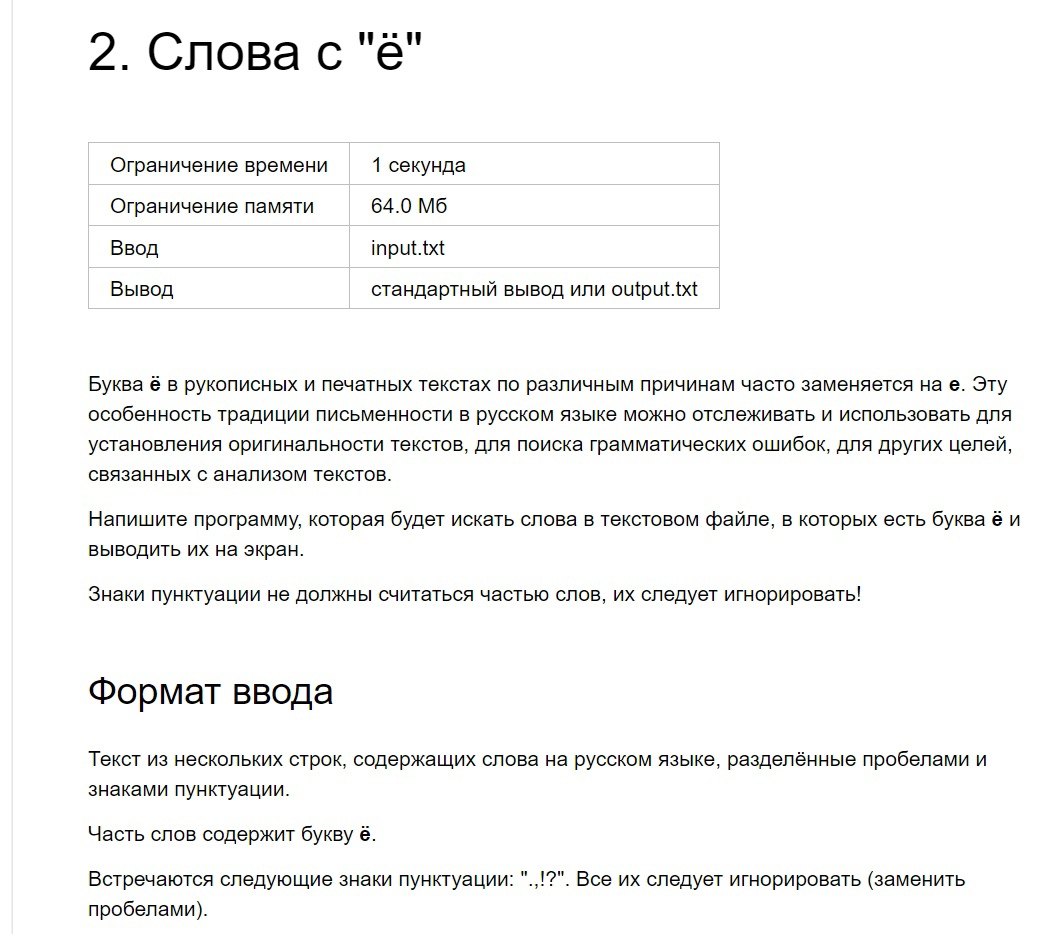 2. Слова с "ё"
Ограничение времени 1 секунда
Ограничение памяти 64.0 Мб
Ввод input.txt
Вывод стандартный вывод или output.txt
Буква ё в рукописных и печатных текстах по различным причинам часто заменяется на е. Эту
особенность традиции письменности в русском языке можно отслеживать и использовать для
установления оригинальности текстов, для поиска грамматических ошибок, для других целей,
связанных с анализом текстов.
Напишите программу, которая будет искать слова в текстовом файле, в которых есть буква ё и
выводить их на экран.
Знаки пунктуации не должны считаться частью слов, их следует игнорировать!
Формат ввода
Текст из нескольких строк, содержащих слова на русском языке, разделённые пробелами и
знаками пунктуации.
Часть слов содержит букву ё.
Встречаются следующие знаки пунктуации: ".,!?". Все их следует игнорировать (заменить
пробелами).